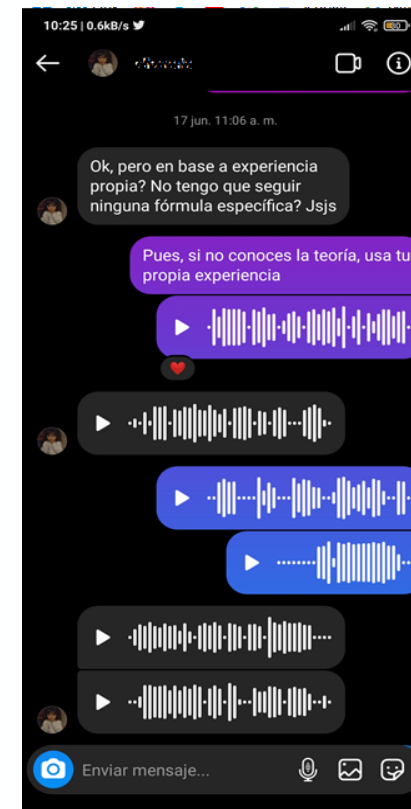 10:25 | 0.6kB/s
80
17 jun. 11:06 a. m.
Ok, pero en base a experiencia
propia? No tengo que seguir
ninguna fórmula específica? Jsjs
Pues, si no conoces la teoría, usa tu
propia experiencia
Enviar mensaje...